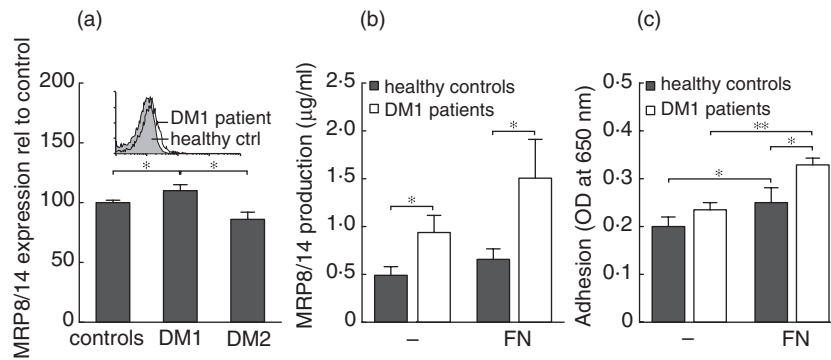 (a)
MRP8/14 expression rel to control
200
150
100
50
0
DM1 patient
healthy ctrl
*
*
controls DM1 DM2
(b)
MRP8/14 production (µg/ml)
2·5
2·0
1·5
1·0
0·5
0·0
healthy controls
DM1 patients
*
*
– FN
(c)
Adhesion (OD at 650 nm)
0·5
0·4
0·3
0·2
0·1
0·0
healthy controls
DM1 patients
**
*
*
– FN